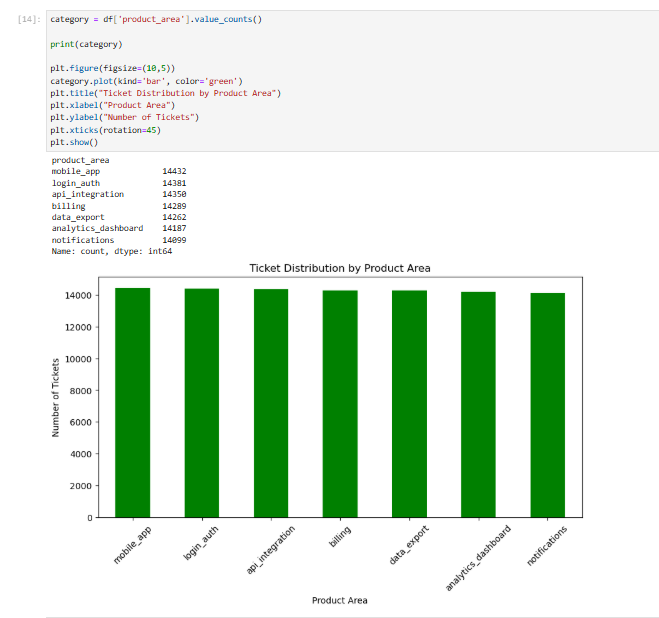 [14]: category = df['product_area'].value_counts()
print(category)
plt.figure(figsize=(10,5))
category.plot(kind='bar', color='green')
plt.title("Ticket Distribution by Product Area")
plt.xlabel("Product Area")
plt.ylabel("Number of Tickets")
plt.xticks(rotation=45)
plt.show()
product_area
mobile_app 14432
login_auth 14381
api_integration 14350
billing 14289
data_export 14262
analytics_dashboard 14187
notifications 14099
Name: count, dtype: int64
Ticket Distribution by Product Area
Number of Tickets
14000
12000
10000
8000
6000
4000
2000
0
mobile_app
login_auth
api_integration
billing
data_export
analytics_dashboard
notifications
Product Area